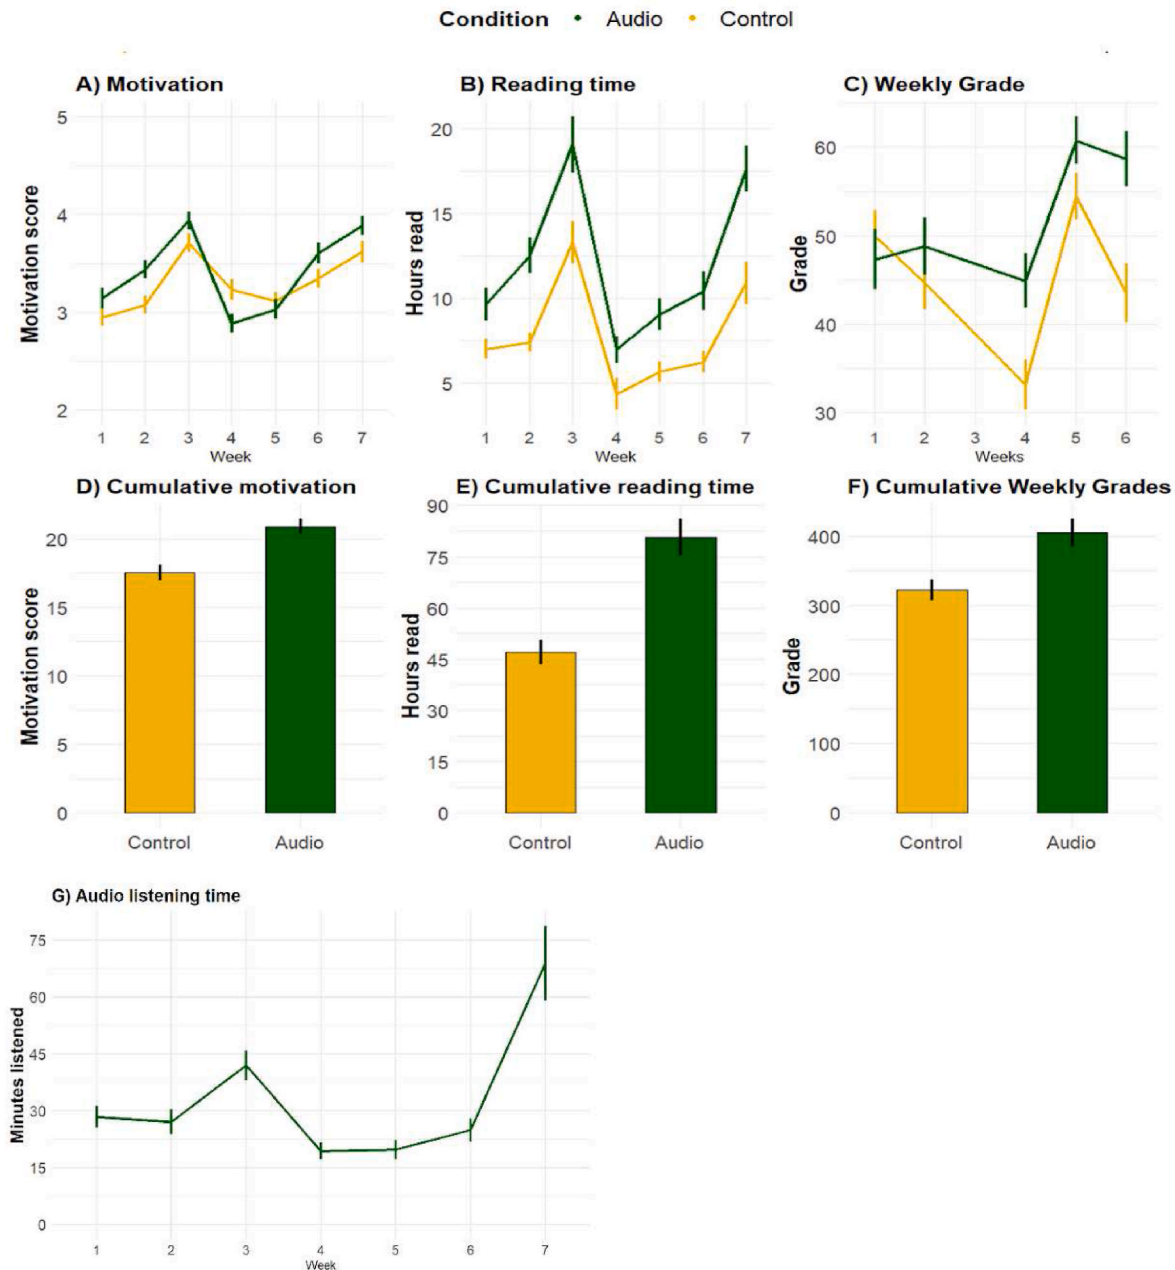 Condition Audio Control
A) Motivation
Motivation score
5
4
3
2
1 2 3 4 5 6 7
Week
B) Reading time
Hours read
20
15
10
5
1 2 3 4 5 6 7
Week
C) Weekly Grade
Grade
60
50
40
30
1 2 4 5 6
Weeks
D) Cumulative motivation
Motivation score
20
15
10
5
0
Control Audio
E) Cumulative reading time
Hours read
90
75
60
45
30
15
0
Control Audio
F) Cumulative Weekly Grades
Grade
400
300
200
100
0
Control Audio
G) Audio listening time
Minutes listened
75
60
45
30
15
0
1 2 3 4 5 6 7
Week